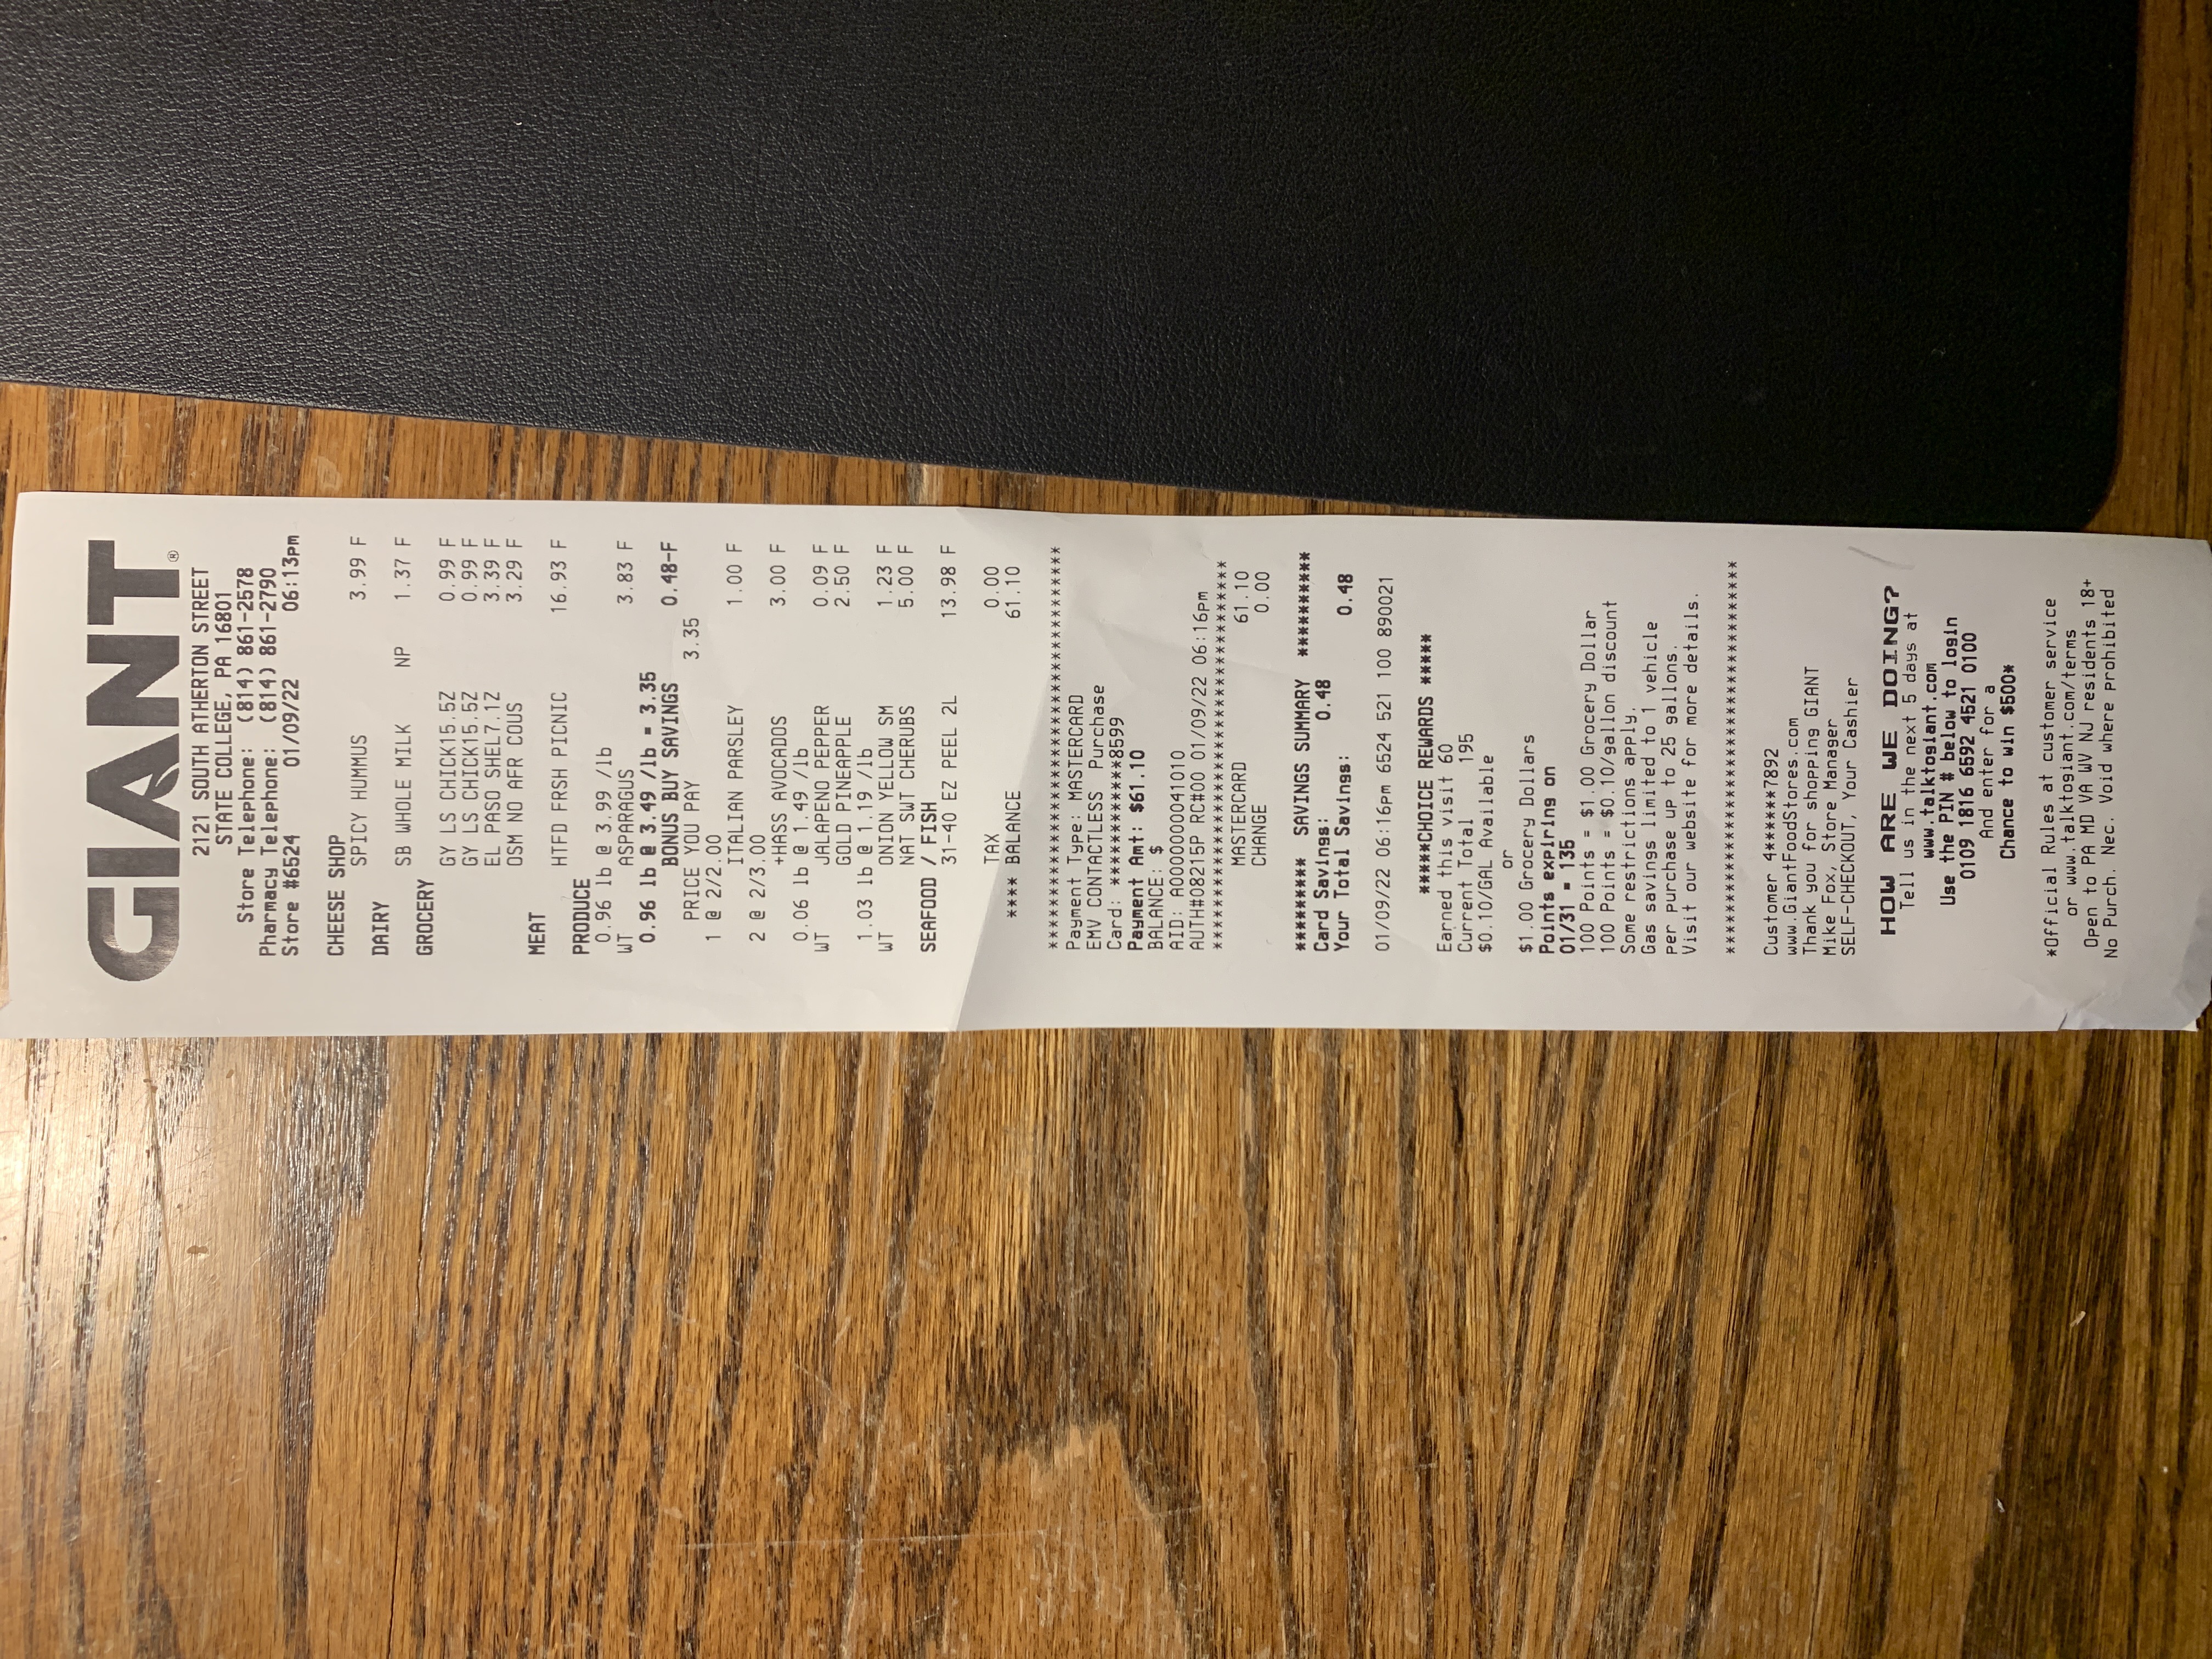 GIANT®
2121 SOUTH ATHERTON STREET
STATE COLLEGE, PA 16801
Store Telephone: (814) 861-2578
Pharmacy Telephone: (814) 861-2790
Store #6524 01/09/22 06:13pm
CHEESE SHOP
SPICY HUMMUS 3.99 F
DAIRY
SB WHOLE MILK NP 1.37 F
GROCERY
GY LS CHICK15.5Z 0.99 F
GY LS CHICK15.5Z 0.99 F
EL PASO SHEL7.1Z 3.39 F
OSM NO AFR COUS 3.29 F
MEAT
HTFD FRSH PICNIC 16.93 F
PRODUCE
0.96 lb @ 3.99 /lb
WT ASPARAGUS 3.83 F
0.96 lb @ 3.49 /lb = 3.35
BONUS BUY SAVINGS 0.48-F
PRICE YOU PAY 3.35
1 @ 2/2.00
ITALIAN PARSLEY 1.00 F
2 @ 2/3.00
+HASS AVOCADOS 3.00 F
0.06 lb @ 1.49 /lb
WT JALAPENO PEPPER 0.09 F
GOLD PINEAPPLE 2.50 F
1.03 lb @ 1.19 /lb
WT ONION YELLOW SM 1.23 F
NAT SWT CHERUBS 5.00 F
SEAFOOD / FISH
31-40 EZ PEEL 2L 13.98 F
TAX 0.00
**** BALANCE 61.10
**************************************
Payment Type: MASTERCARD
EMV CONTACTLESS Purchase
Card: ************8599
Payment Amt: $61.10
BALANCE: $
AID: A0000000041010
AUTH#08215P RC#00 01/09/22 06:16pm
*************************************
MASTERCARD 61.10
CHANGE 0.00
********* SAVINGS SUMMARY **********
Card Savings: 0.48
Your Total Savings: 0.48
01/09/22 06:16pm 6524 521 100 890021
*****CHOICE REWARDS *****
Earned this visit 60
Current Total 195
$0.10/GAL Available
or
$1.00 Grocery Dollars
Points expiring on
01/31 = 135
100 Points = $1.00 Grocery Dollar
100 Points = $0.10/gallon discount
Some restrictions apply.
Gas savings limited to 1 vehicle
per purchase up to 25 gallons.
Visit our website for more details.
**************************************
Customer 4******7892
www.GiantFoodStores.com
Thank you for shopping GIANT
Mike Fox, Store Manager
SELF-CHECKOUT, Your Cashier
HOW ARE WE DOING?
Tell us in the next 5 days at
www.talktogiant.com
Use the PIN # below to login
0109 1816 6592 4521 0100
And enter for a
Chance to win $500*
*Official Rules at customer service
or www.talktogiant.com/terms
Open to PA MD VA WV NJ residents 18+
No Purch. Nec. Void where prohibited